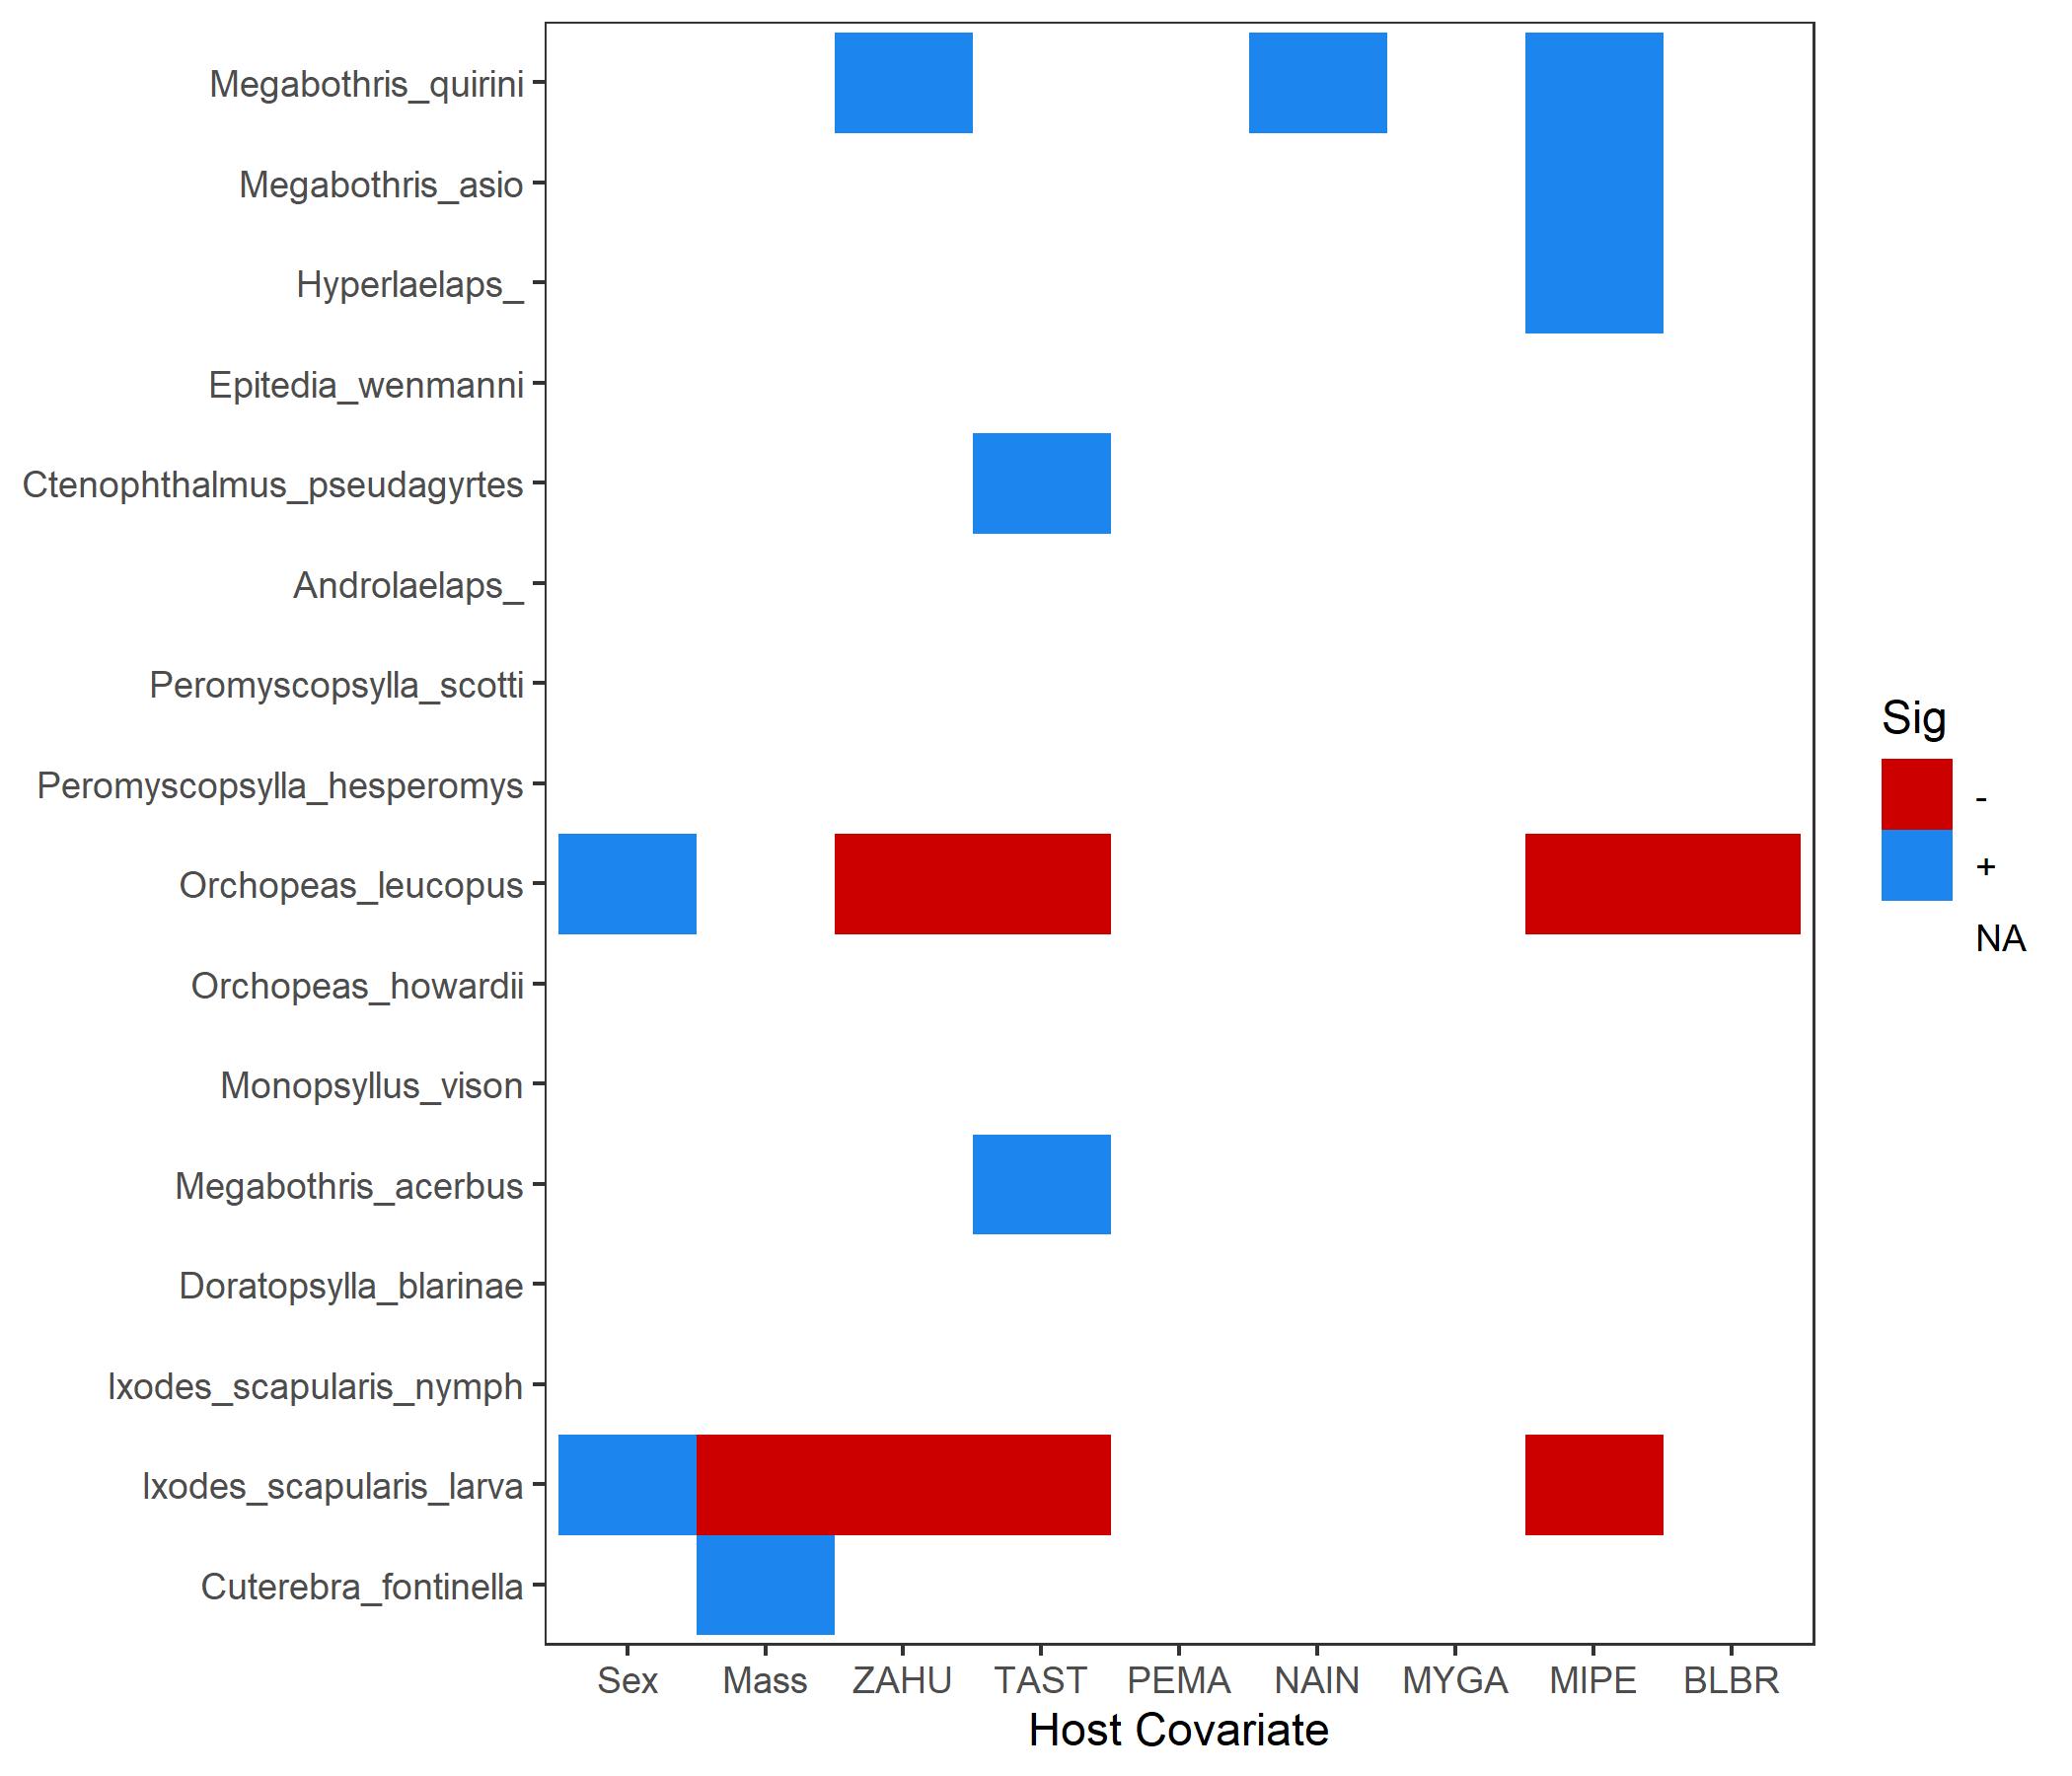 Megabothris_quirini
Megabothris_asio
Hyperlaelaps_
Epitedia_wenmanni
Ctenophthalmus_pseudagyrtes
Androlaelaps_
Peromyscopsylla_scotti
Peromyscopsylla_hesperomys
Orchopeas_leucopus
Orchopeas_howardii
Monopsyllus_vison
Megabothris_acerbus
Doratopsylla_blarinae
Ixodes_scapularis_nymph
Ixodes_scapularis_larva
Cuterebra_fontinella
Sex Mass ZAHU TAST PEMA NAIN MYGA MIPE BLBR
Host Covariate
Sig
-
+
NA